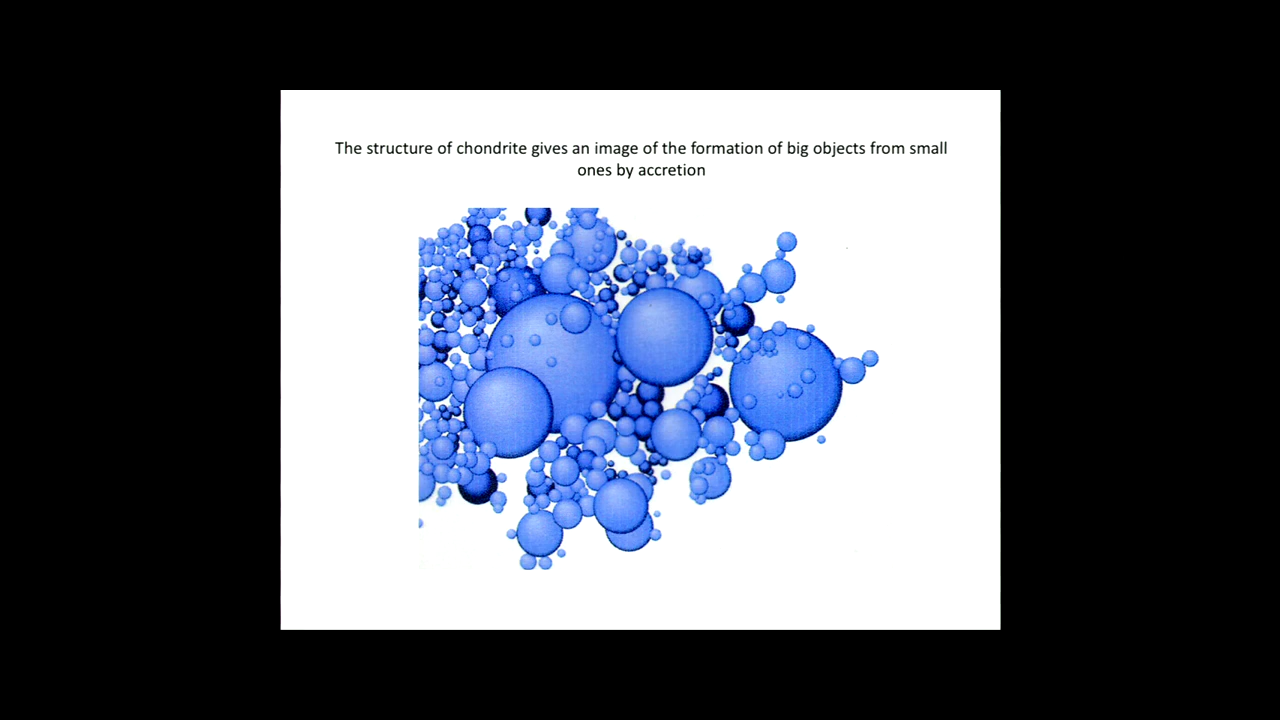 The structure of chondrite gives an image of the formation of big objects from small
ones by accretion